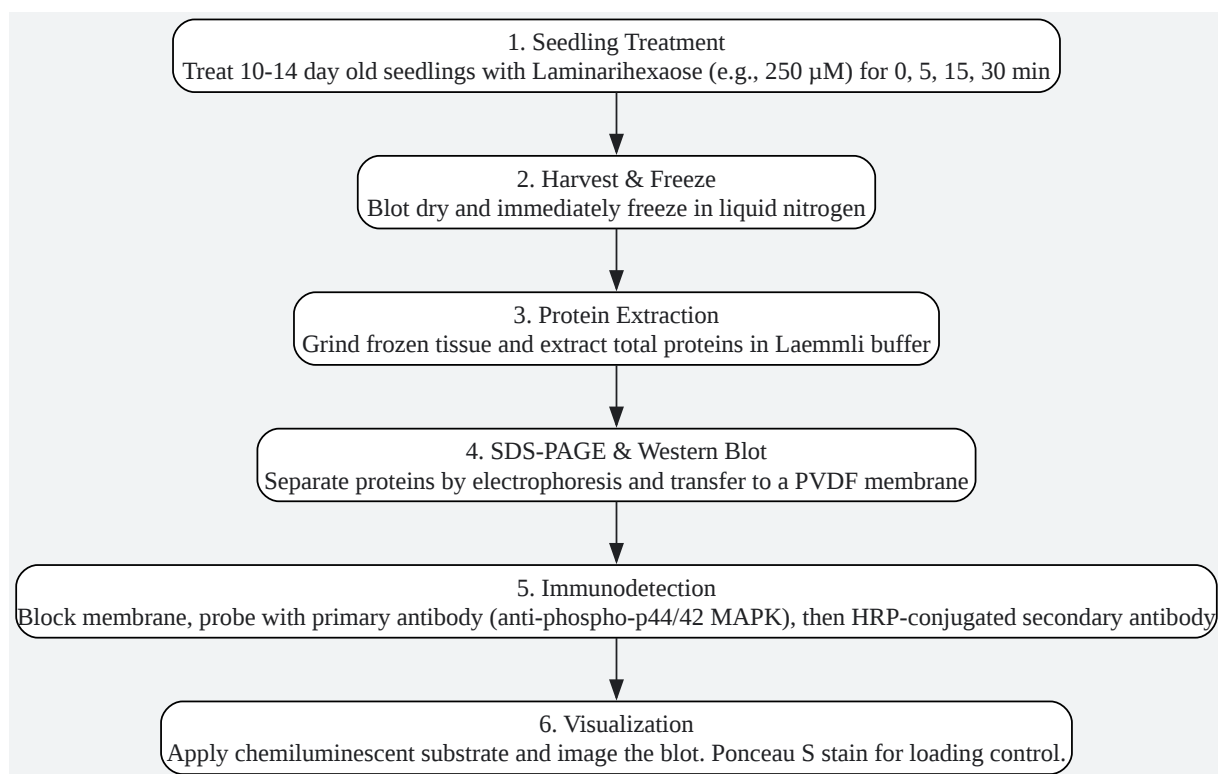 1. Seedling Treatment
Treat 10-14 day old seedlings with Laminarihexaose (e.g., 250 µM) for 0, 5, 15, 30 min
2. Harvest & Freeze
Blot dry and immediately freeze in liquid nitrogen
3. Protein Extraction
Grind frozen tissue and extract total proteins in Laemmli buffer
4. SDS-PAGE & Western Blot
Separate proteins by electrophoresis and transfer to a PVDF membrane
5. Immunodetection
Block membrane, probe with primary antibody (anti-phospho-p44/42 MAPK), then HRP-conjugated secondary antibody
6. Visualization
Apply chemiluminescent substrate and image the blot. Ponceau S stain for loading control.